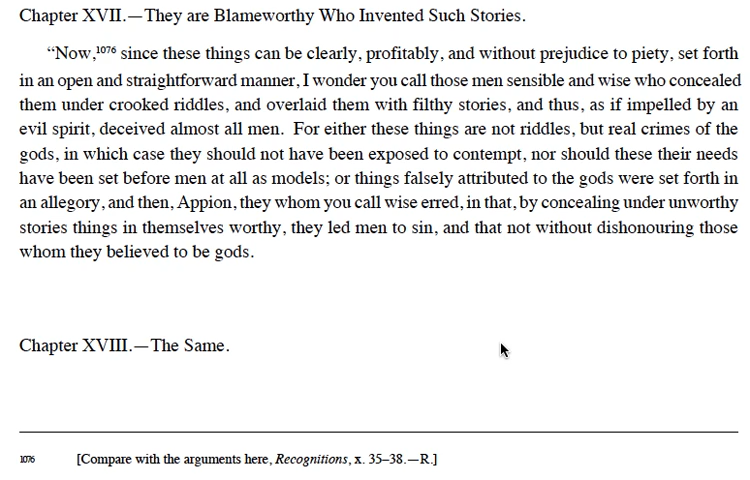 Chapter XVII.—They are Blameworthy Who Invented Such Stories.
“Now,1076 since these things can be clearly, profitably, and without prejudice to piety, set forth
in an open and straightforward manner, I wonder you call those men sensible and wise who concealed
them under crooked riddles, and overlaid them with filthy stories, and thus, as if impelled by an
evil spirit, deceived almost all men. For either these things are not riddles, but real crimes of the
gods, in which case they should not have been exposed to contempt, nor should these their needs
have been set before men at all as models; or things falsely attributed to the gods were set forth in
an allegory, and then, Appion, they whom you call wise erred, in that, by concealing under unworthy
stories things in themselves worthy, they led men to sin, and that not without dishonouring those
whom they believed to be gods.
Chapter XVIII.—The Same.
1076 [Compare with the arguments here, Recognitions, x. 35–38.—R.]